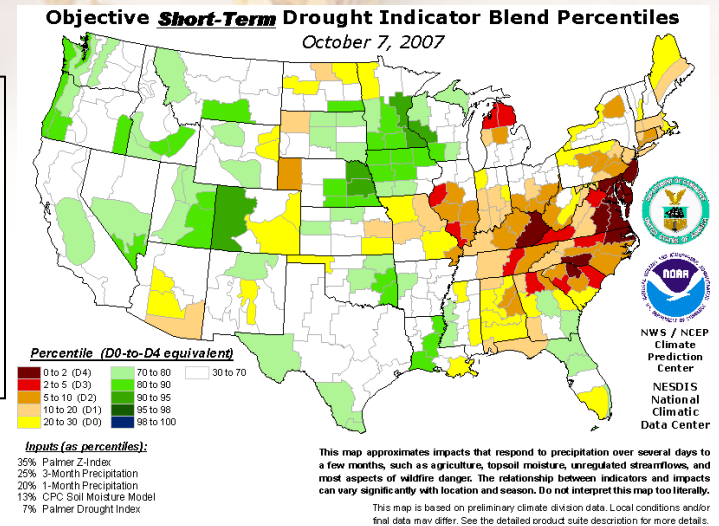 Objective Short-Term Drought Indicator Blend Percentiles
October 7, 2007
NOAA
NWS / NCEP
Climate
Prediction
Center
NESDIS
National
Climatic
Data Center
Percentile (D0-to-D4 equivalent)
0 to 2 (D4) 70 to 80 30 to 70
2 to 5 (D3) 80 to 90
5 to 10 (D2) 90 to 95
10 to 20 (D1) 95 to 98
20 to 30 (D0) 98 to 100
Inputs (as percentiles):
35% Palmer Z-Index
25% 3-Month Precipitation
20% 1-Month Precipitation
13% CPC Soil Moisture Model
7% Palmer Drought Index
This map approximates impacts that respond to precipitation over several days to
a few months, such as agriculture, topsoil moisture, unregulated streamflows, and
most aspects of wildfire danger. The relationship between indicators and impacts
can vary significantly with location and season. Do not interpret this map too literally.
This map is based on preliminary climate division data. Local conditions and/or
final data may differ. See the detailed product suite description for more details.